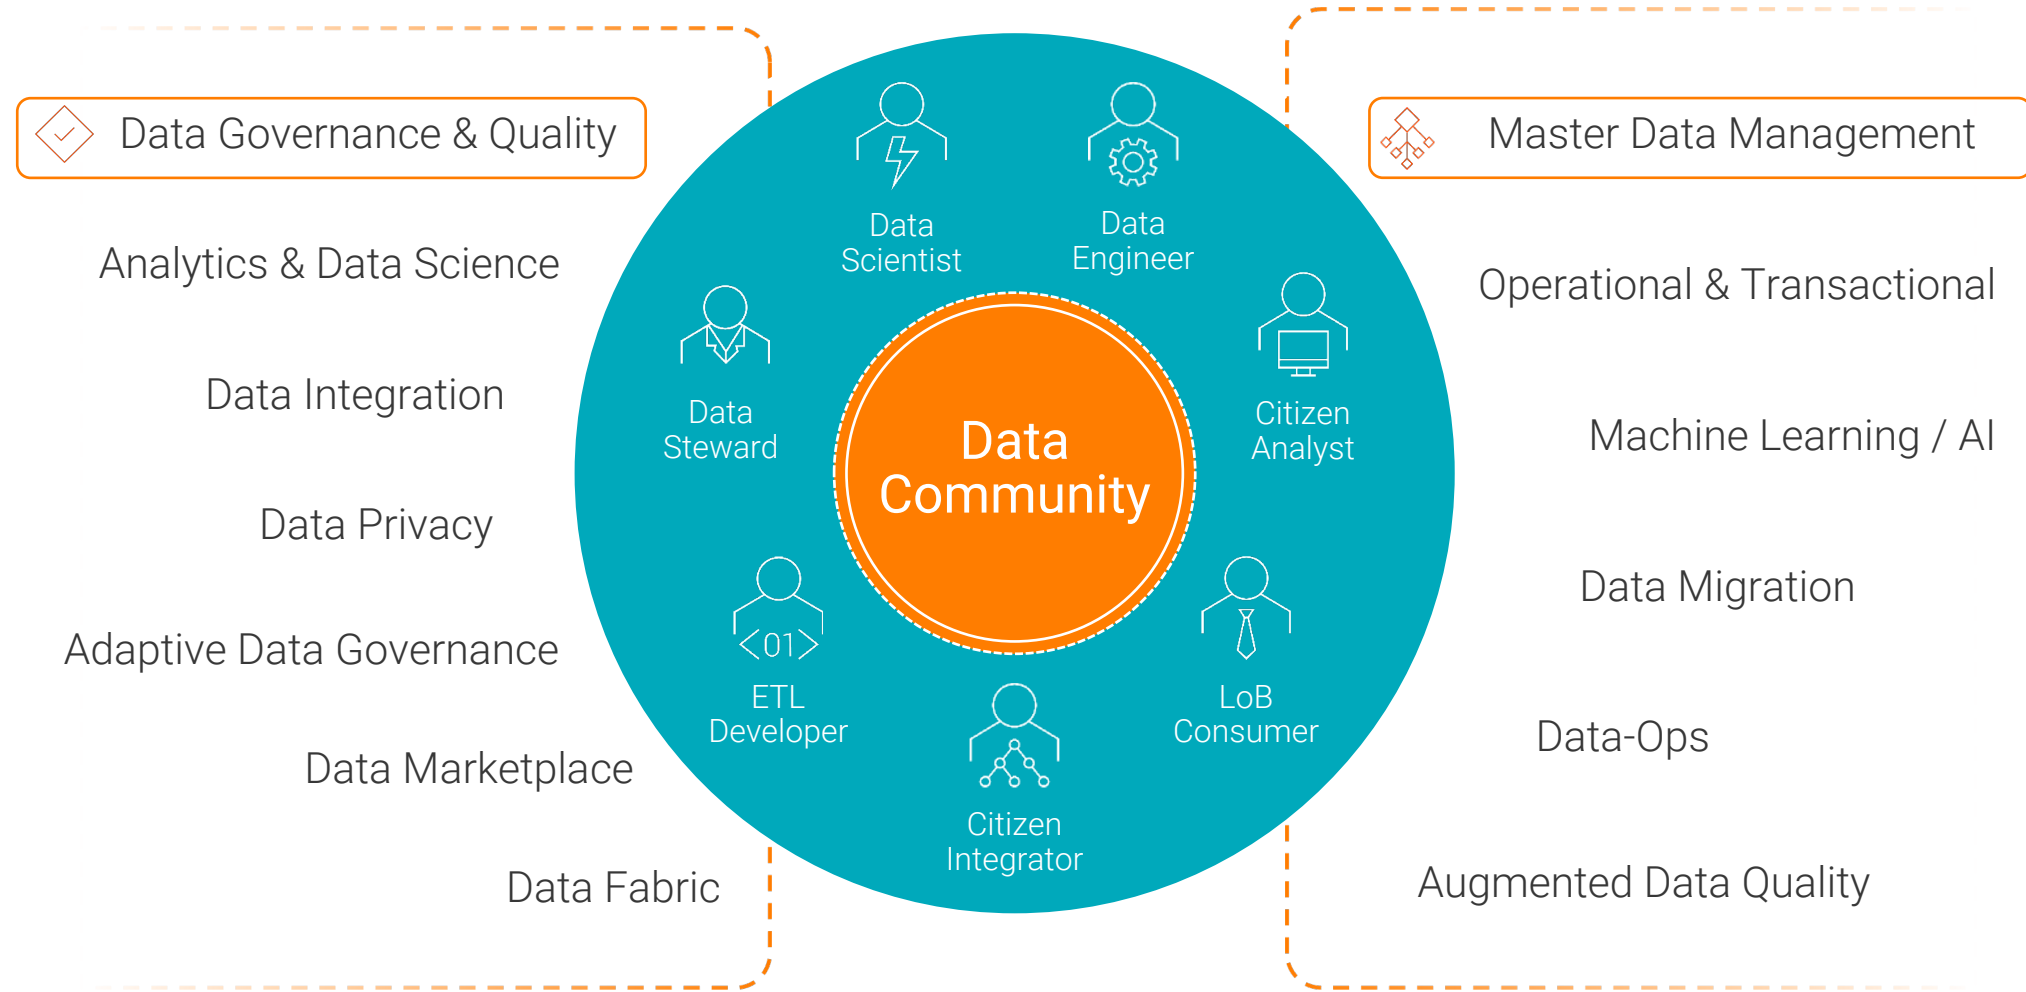 Data Governance & Quality
Analytics & Data Science
Data Integration
Data Privacy
Adaptive Data Governance
Data Marketplace
Data Fabric
Data
Scientist
Data
Engineer
Data
Steward
Citizen
Analyst
Data
Community
<01>
ETL
Developer
LoB
Consumer
Citizen
Integrator
Master Data Management
Operational & Transactional
Machine Learning / AI
Data Migration
Data-Ops
Augmented Data Quality